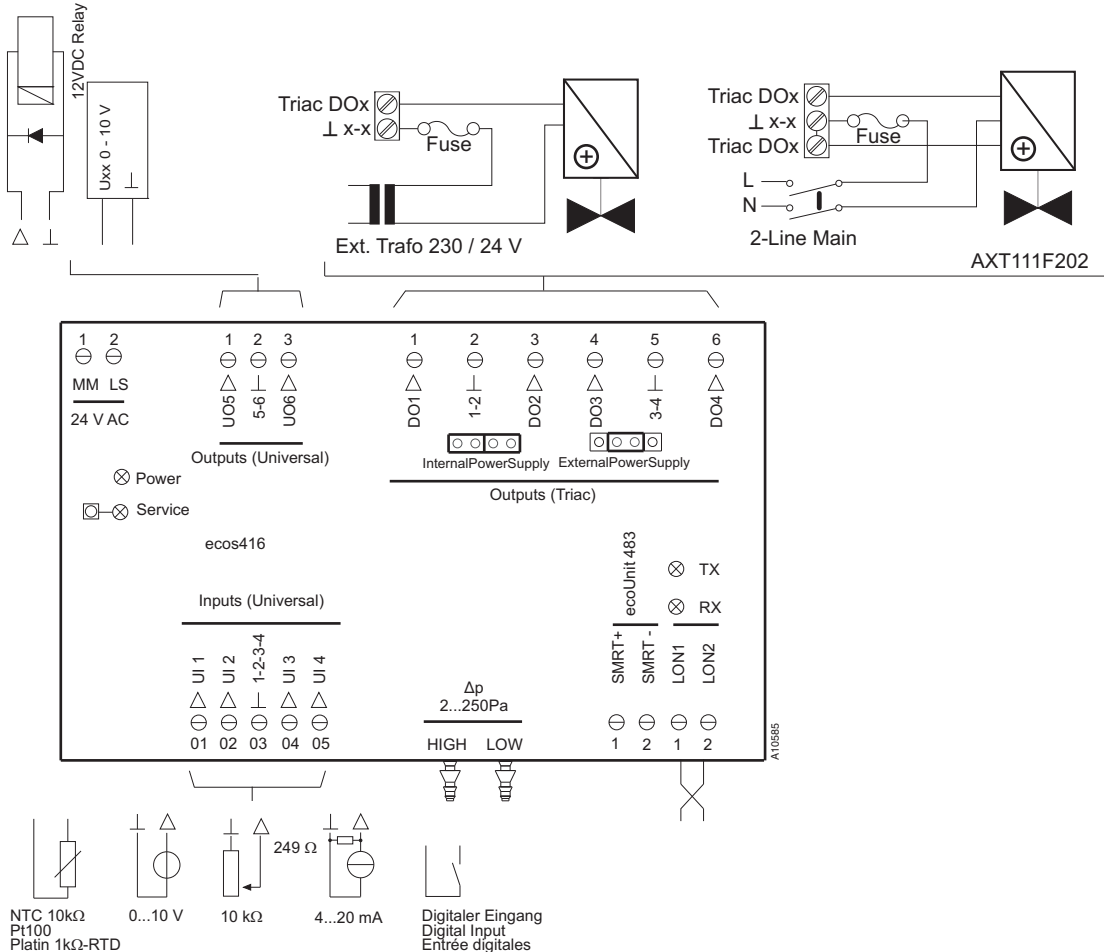 12VDC Relay
Uxx 0 - 10 V
⊥
△ ⊥
Triac DOx
⊥ x-x
Fuse
Ext. Trafo 230 / 24 V
Triac DOx
⊥ x-x
Fuse
Triac DOx
L
N
2-Line Main
AXT111F202
1 2
MM LS
24 V AC
1 2 3
UO5
5-6
UO6
Outputs (Universal)
1 2 3 4 5 6
DO1
1-2
DO2
DO3
3-4
DO4
InternalPowerSupply ExternalPowerSupply
Outputs (Triac)
Power
Service
ecos416
Inputs (Universal)
UI 1
UI 2
1-2-3-4
UI 3
UI 4
01 02 03 04 05
Δp
2...250Pa
HIGH LOW
ecoUnit 483
TX
RX
SMRT+
SMRT -
LON1
LON2
1 2 1 2
A10585
NTC 10kΩ
Pt100
Platin 1kΩ-RTD
0...10 V
10 kΩ
249 Ω
4...20 mA
Digitaler Eingang
Digital Input
Entrée digitales